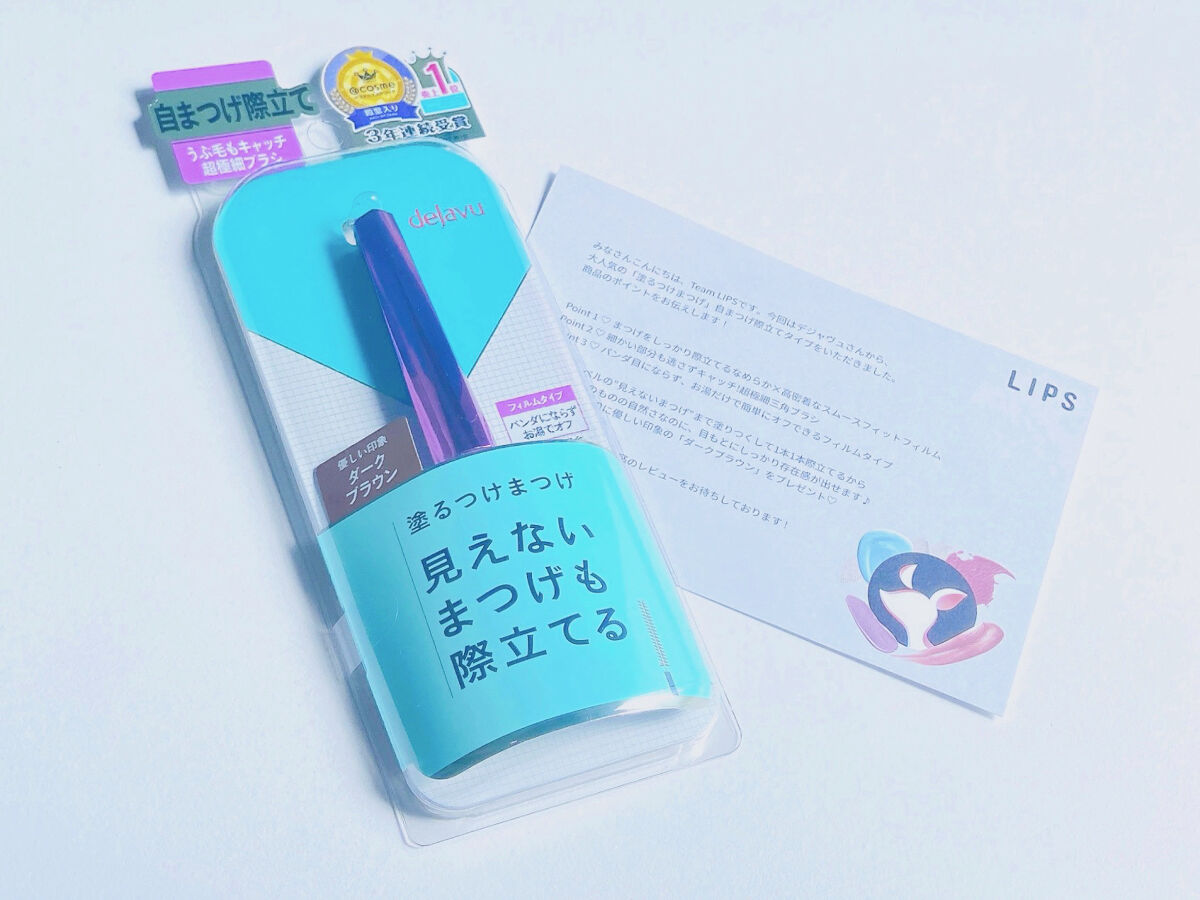 自まつげ際立て
@cosme
殿堂入り
売上 1
3年連続受賞
うぶ毛もキャッチ
超極細ブラシ
dejavu
フィルムタイプ
パンダにならず
お湯でオフ
優しい印象
ダーク
ブラウン
塗るつけまつげ
見えない
まつげも
際立てる
LIPS
みなさんこんにちは、Team LIPSです。今回はデジャヴュさんから、
大人気の「塗るつけまつげ」自まつげ際立てタイプをいただきました。
商品のポイントをお伝えします！
Point 1♡まつげをしっかり際立てるなめらか×高密着なスムースフィットフィルム
Point 2♡細かい部分も逃さずキャッチ!超極細三角ブラシ
int 3♡パンダ目にならず、お湯だけで簡単にオフできるフィルムタイプ
ベルの"見えないまつげ"まで塗りつくして1本1本際立てるから
のものの自然さなのに、目もとにしっかり存在感が出せます♪
に優しい印象の「ダークブラウン」をプレゼント♡
のレビューをお待ちしております！